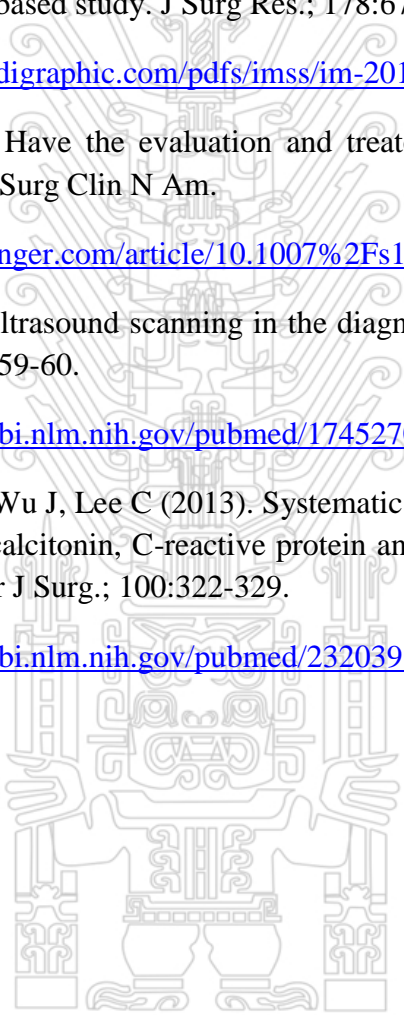 based study. J Surg Res.; 178:67
digraphic.com/pdfs/imss/im-201
Have the evaluation and treat
Surg Clin N Am.
nger.com/article/10.1007%2Fs1
ltrasound scanning in the diagn
59-60.
bi.nlm.nih.gov/pubmed/1745270
Wu J, Lee C (2013). Systematic
calcitonin, C-reactive protein an
r J Surg.; 100:322-329.
bi.nlm.nih.gov/pubmed/232039